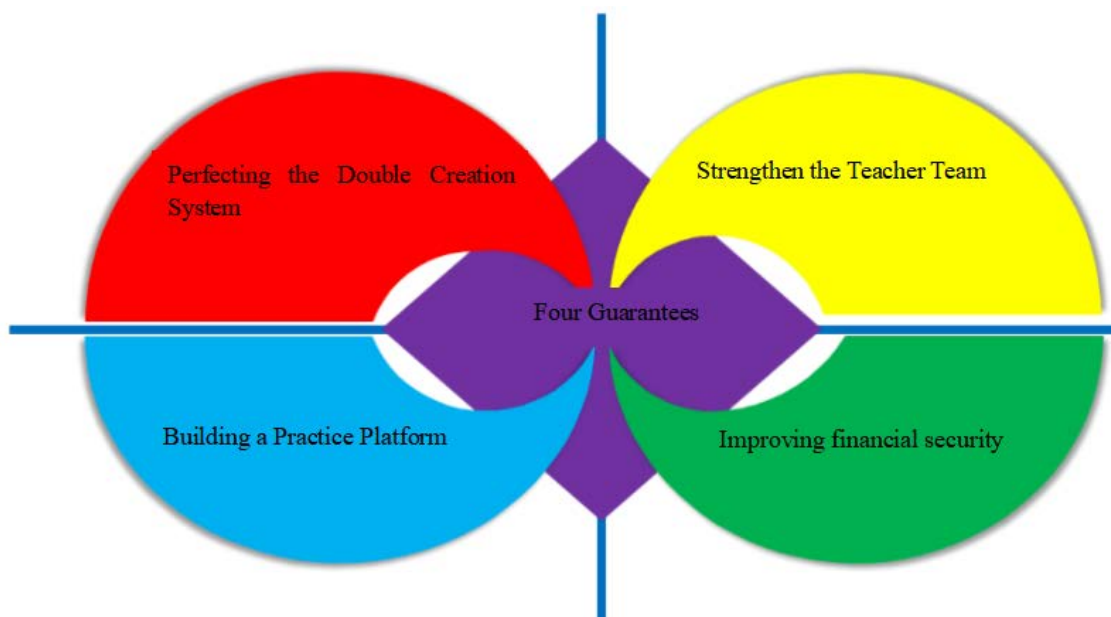 Perfecting the Double Creation
System
Strengthen the Teacher Team
Four Guarantees
Building a Practice Platform
Improving financial security